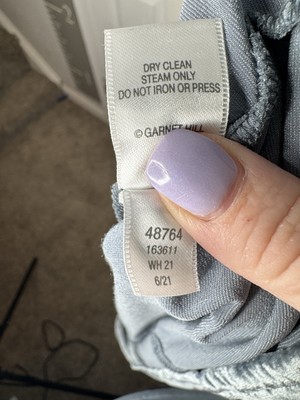 DRY CLEAN
STEAM ONLY
DO NOT IRON OR PRESS
© GARNET HILL
48764
163611
WH 21
6/21